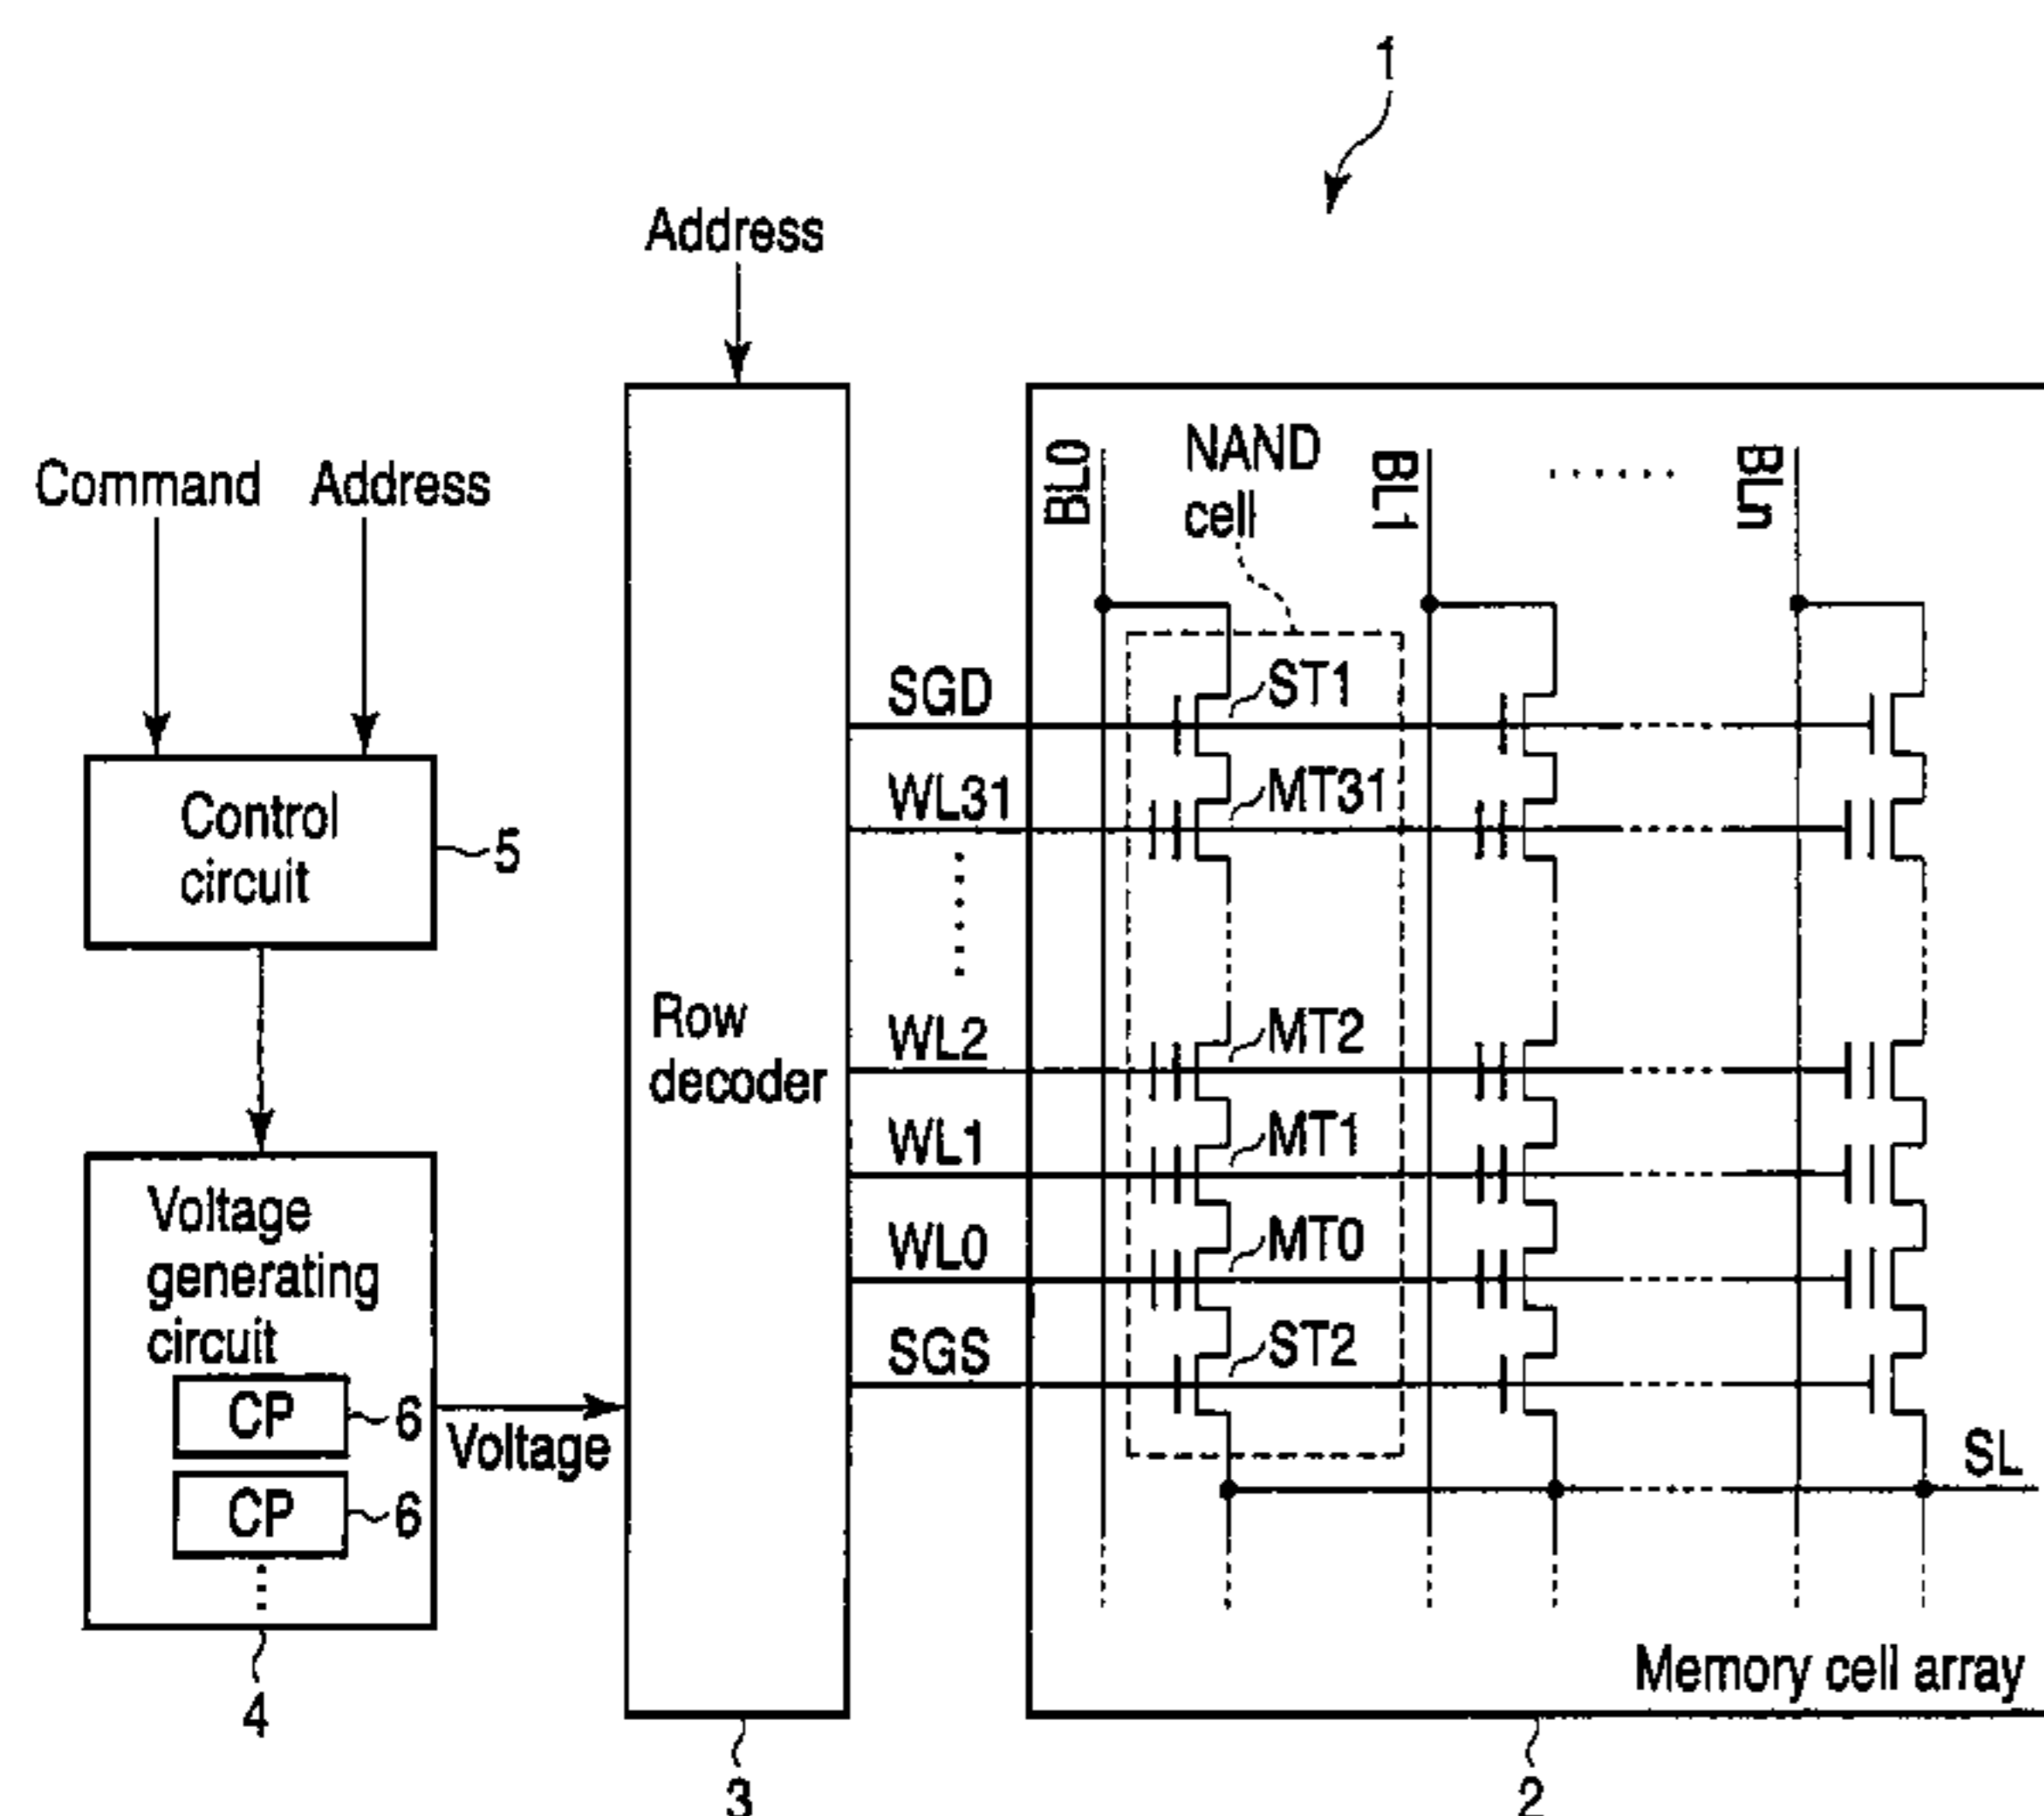 1
Address
Command
Address
Control
circuit
5
Voltage
generating
circuit
CP
6
CP
6
4
Voltage
Row
decoder
3
SGD
WL31
WL2
WL1
WL0
SGS
BL0
NAND
cell
BL1
BLn
ST1
MT31
MT2
MT1
MT0
ST2
SL
Memory cell array
2